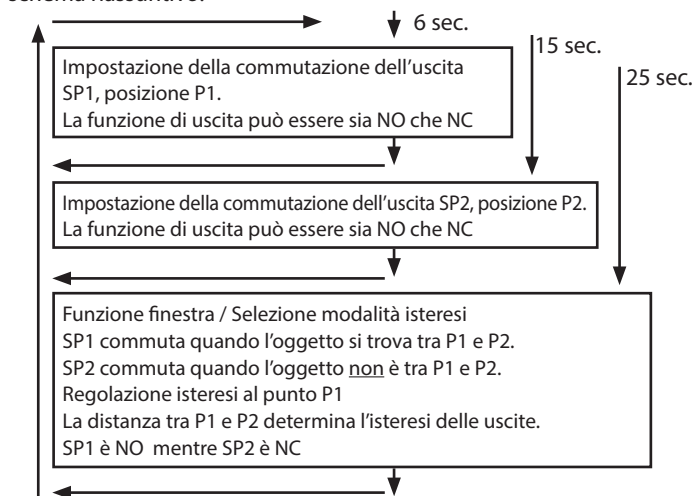 6 sec.
15 sec.
25 sec.
Impostazione della commutazione dell'uscita
SP1, posizione P1.
La funzione di uscita può essere sia NO che NC
Impostazione della commutazione dell'uscita SP2, posizione P2.
La funzione di uscita può essere sia NO che NC
Funzione finestra / Selezione modalità isteresi
SP1 commuta quando l'oggetto si trova tra P1 e P2.
SP2 commuta quando l'oggetto non è tra P1 e P2.
Regolazione isteresi al punto P1
La distanza tra P1 e P2 determina l'isteresi delle uscite.
SP1 è NO mentre SP2 è NC